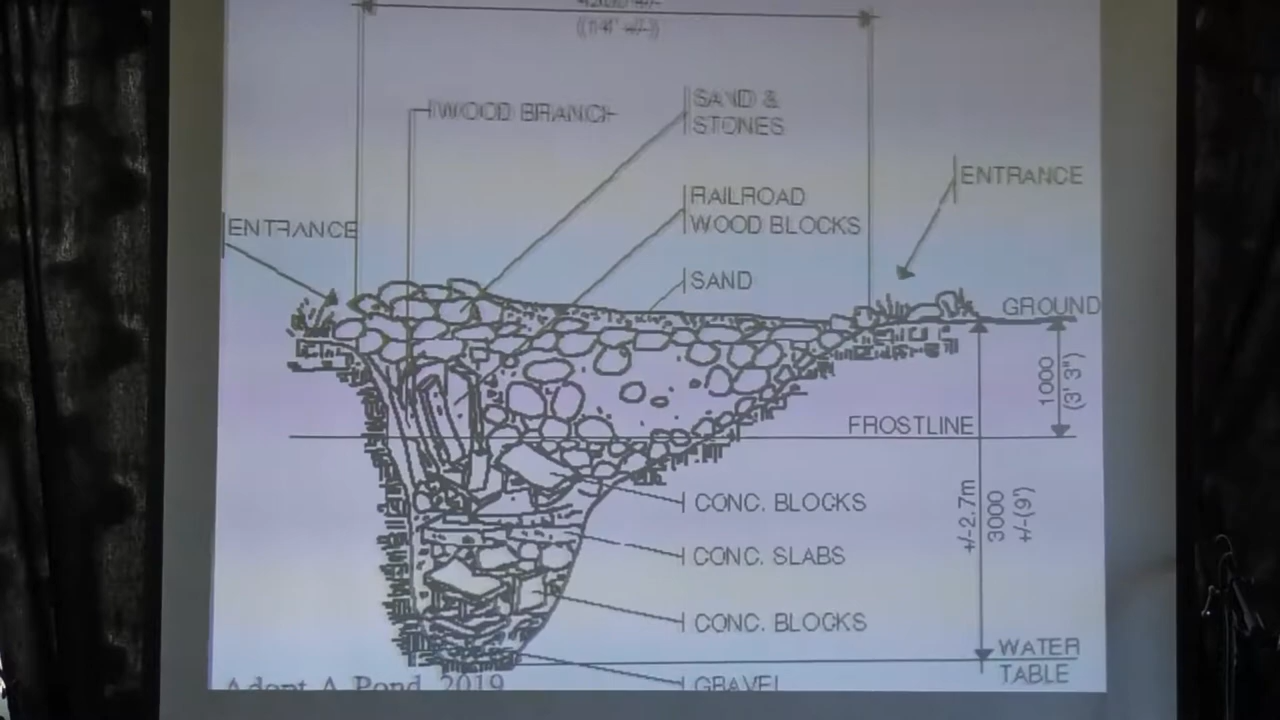 (14' +/-)
WOOD BRANCH
SAND &
STONES
ENTRANCE
RAILROAD
WOOD BLOCKS
ENTRANCE
SAND
GROUND
1000
(3' 3")
FROSTLINE
CONC. BLOCKS
+/-2.7m
3000
+/-(9')
CONC. SLABS
CONC. BLOCKS
WATER
TABLE
GRAVEL
Adopt A Pond 2019